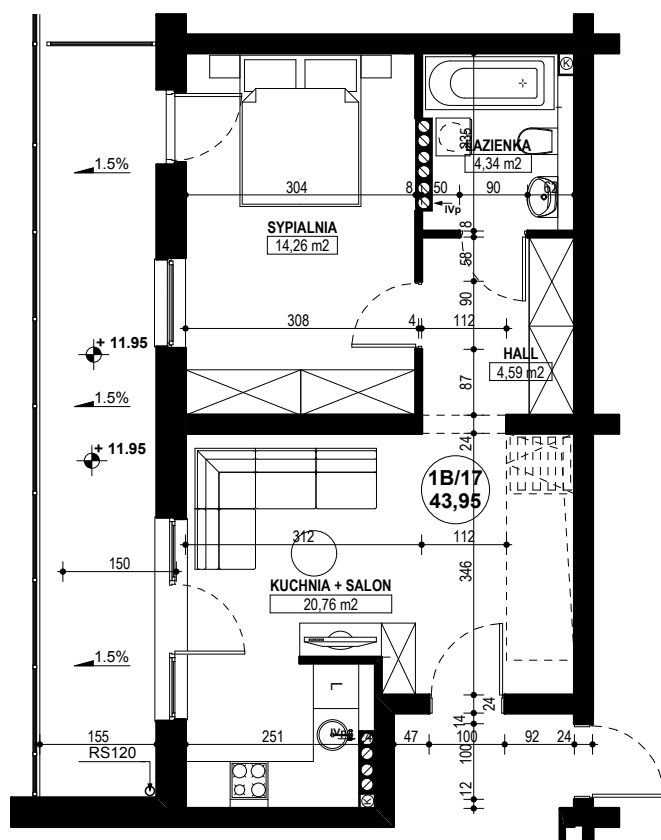 1.5%
335
ŁAZIENKA
4,34 m2
304
8
50
90
62
IVp
SYPIALNIA
14,26 m2
8
58
90
308
4
112
+ 11.95
HALL
4,59 m2
87
1.5%
24
+ 11.95
1B/17
43,95
312
112
150
346
KUCHNIA + SALON
20,76 m2
1.5%
L
24
14
155
251
47
100
92
24
RS120
100
12
K
K